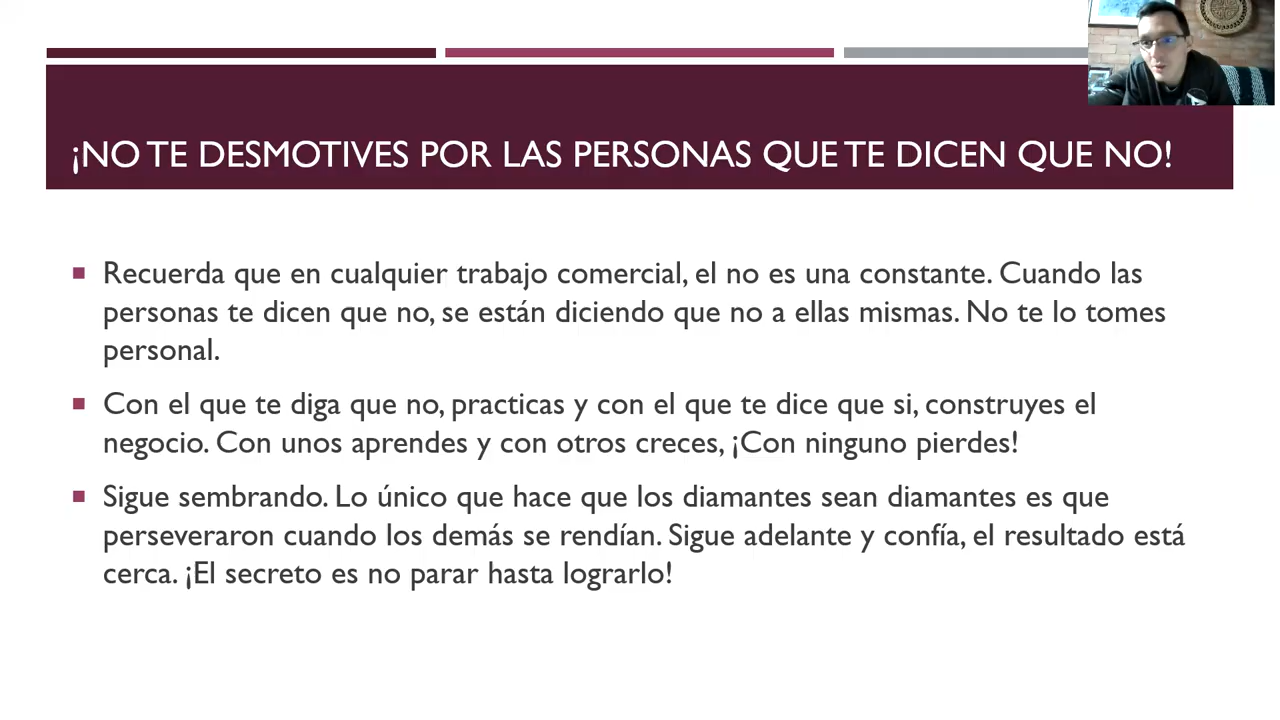 ¡NO TE DESMOTIVES POR LAS PERSONAS QUE TE DICEN QUE NO!
Recuerda que en cualquier trabajo comercial, el no es una constante. Cuando las
personas te dicen que no, se están diciendo que no a ellas mismas. No te lo tomes
personal.
Con el que te diga que no, practicas y con el que te dice que si, construyes el
negocio. Con unos aprendes y con otros creces, ¡Con ninguno pierdes!
Sigue sembrando. Lo único que hace que los diamantes sean diamantes es que
perseveraron cuando los demás se rendían. Sigue adelante y confía, el resultado está
cerca. ¡El secreto es no parar hasta lograrlo!